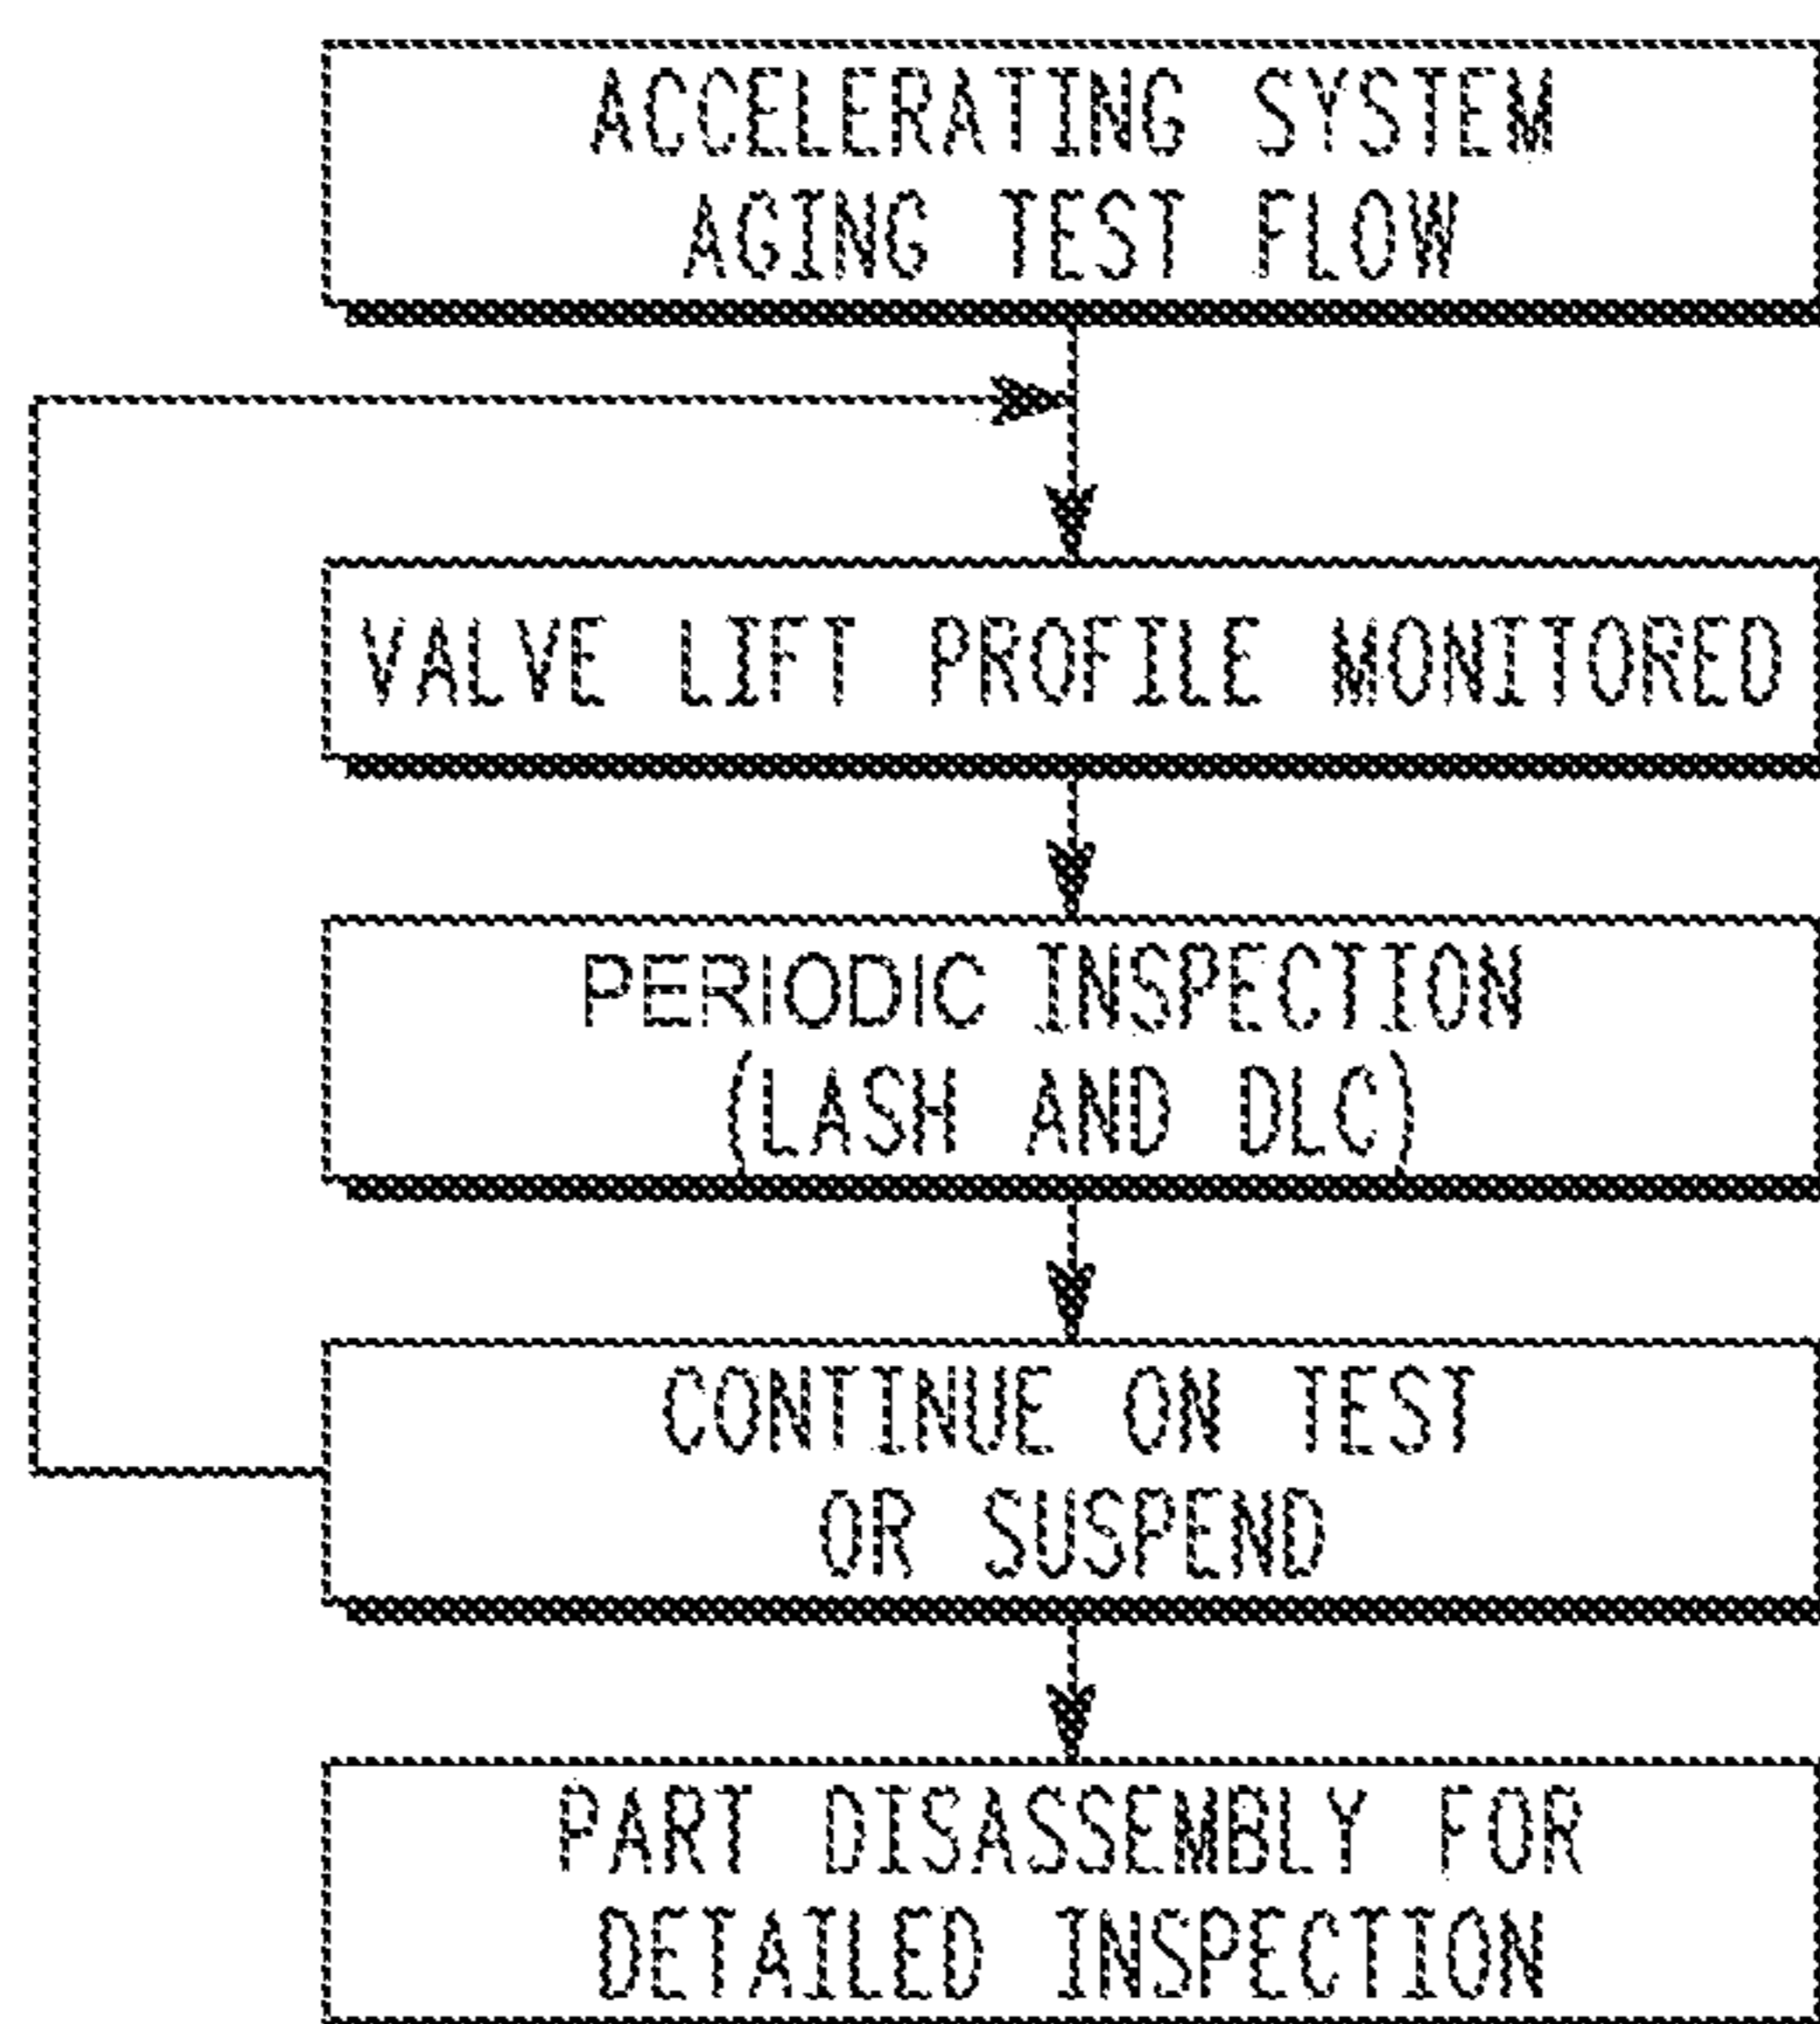 ACCELERATING SYSTEM
AGING TEST FLOW
VALVE LIFT PROFILE MONITORED
PERIODIC INSPECTION
(LASH AND DLC)
CONTINUE ON TEST
OR SUSPEND
PART DISASSEMBLY FOR
DETAILED INSPECTION